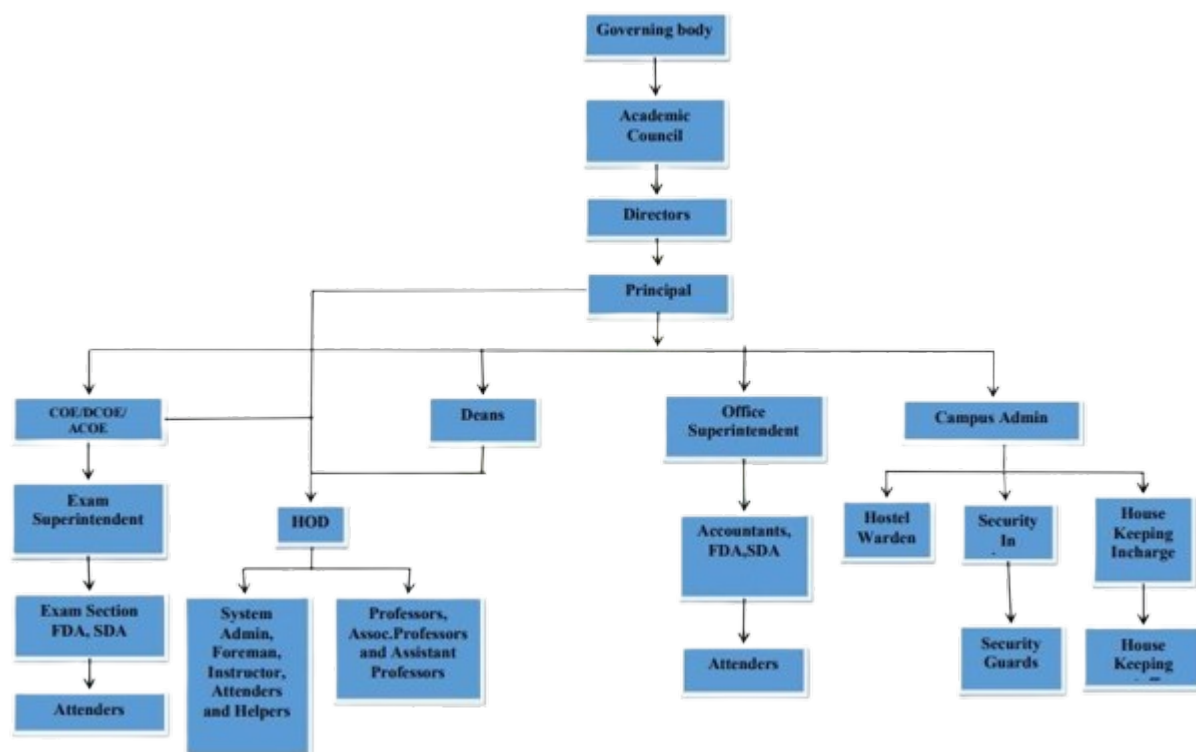 Governing body
Academic
Council
Directors
Principal
COE/DCOE/
ACOE
Deans
Office
Superintendent
Campus Admin
Exam
Superintendent
HOD
Accountants,
FDA,SDA
Hostel
Warden
Security
In
House
Keeping
Incharge
Exam Section
FDA, SDA
System
Admin,
Foreman,
Instructor,
Attenders
and Helpers
Professors,
Assoc.Professors
and Assistant
Professors
Attenders
Security
Guards
House
Keeping
Attenders